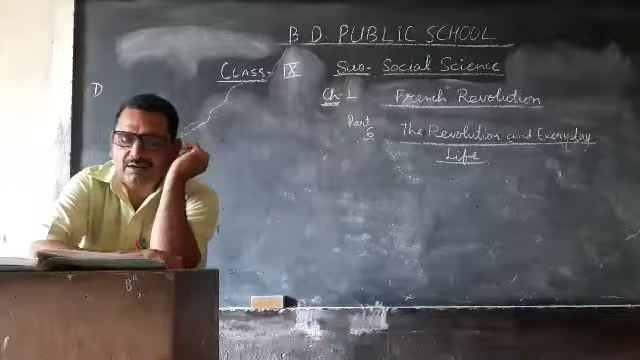 B D. PUBLIC SCHOOL
CLASS- IX Sub- Social Science
Ch-1 French Revolution
Part
6 The Revolution and Everyday
Life
D